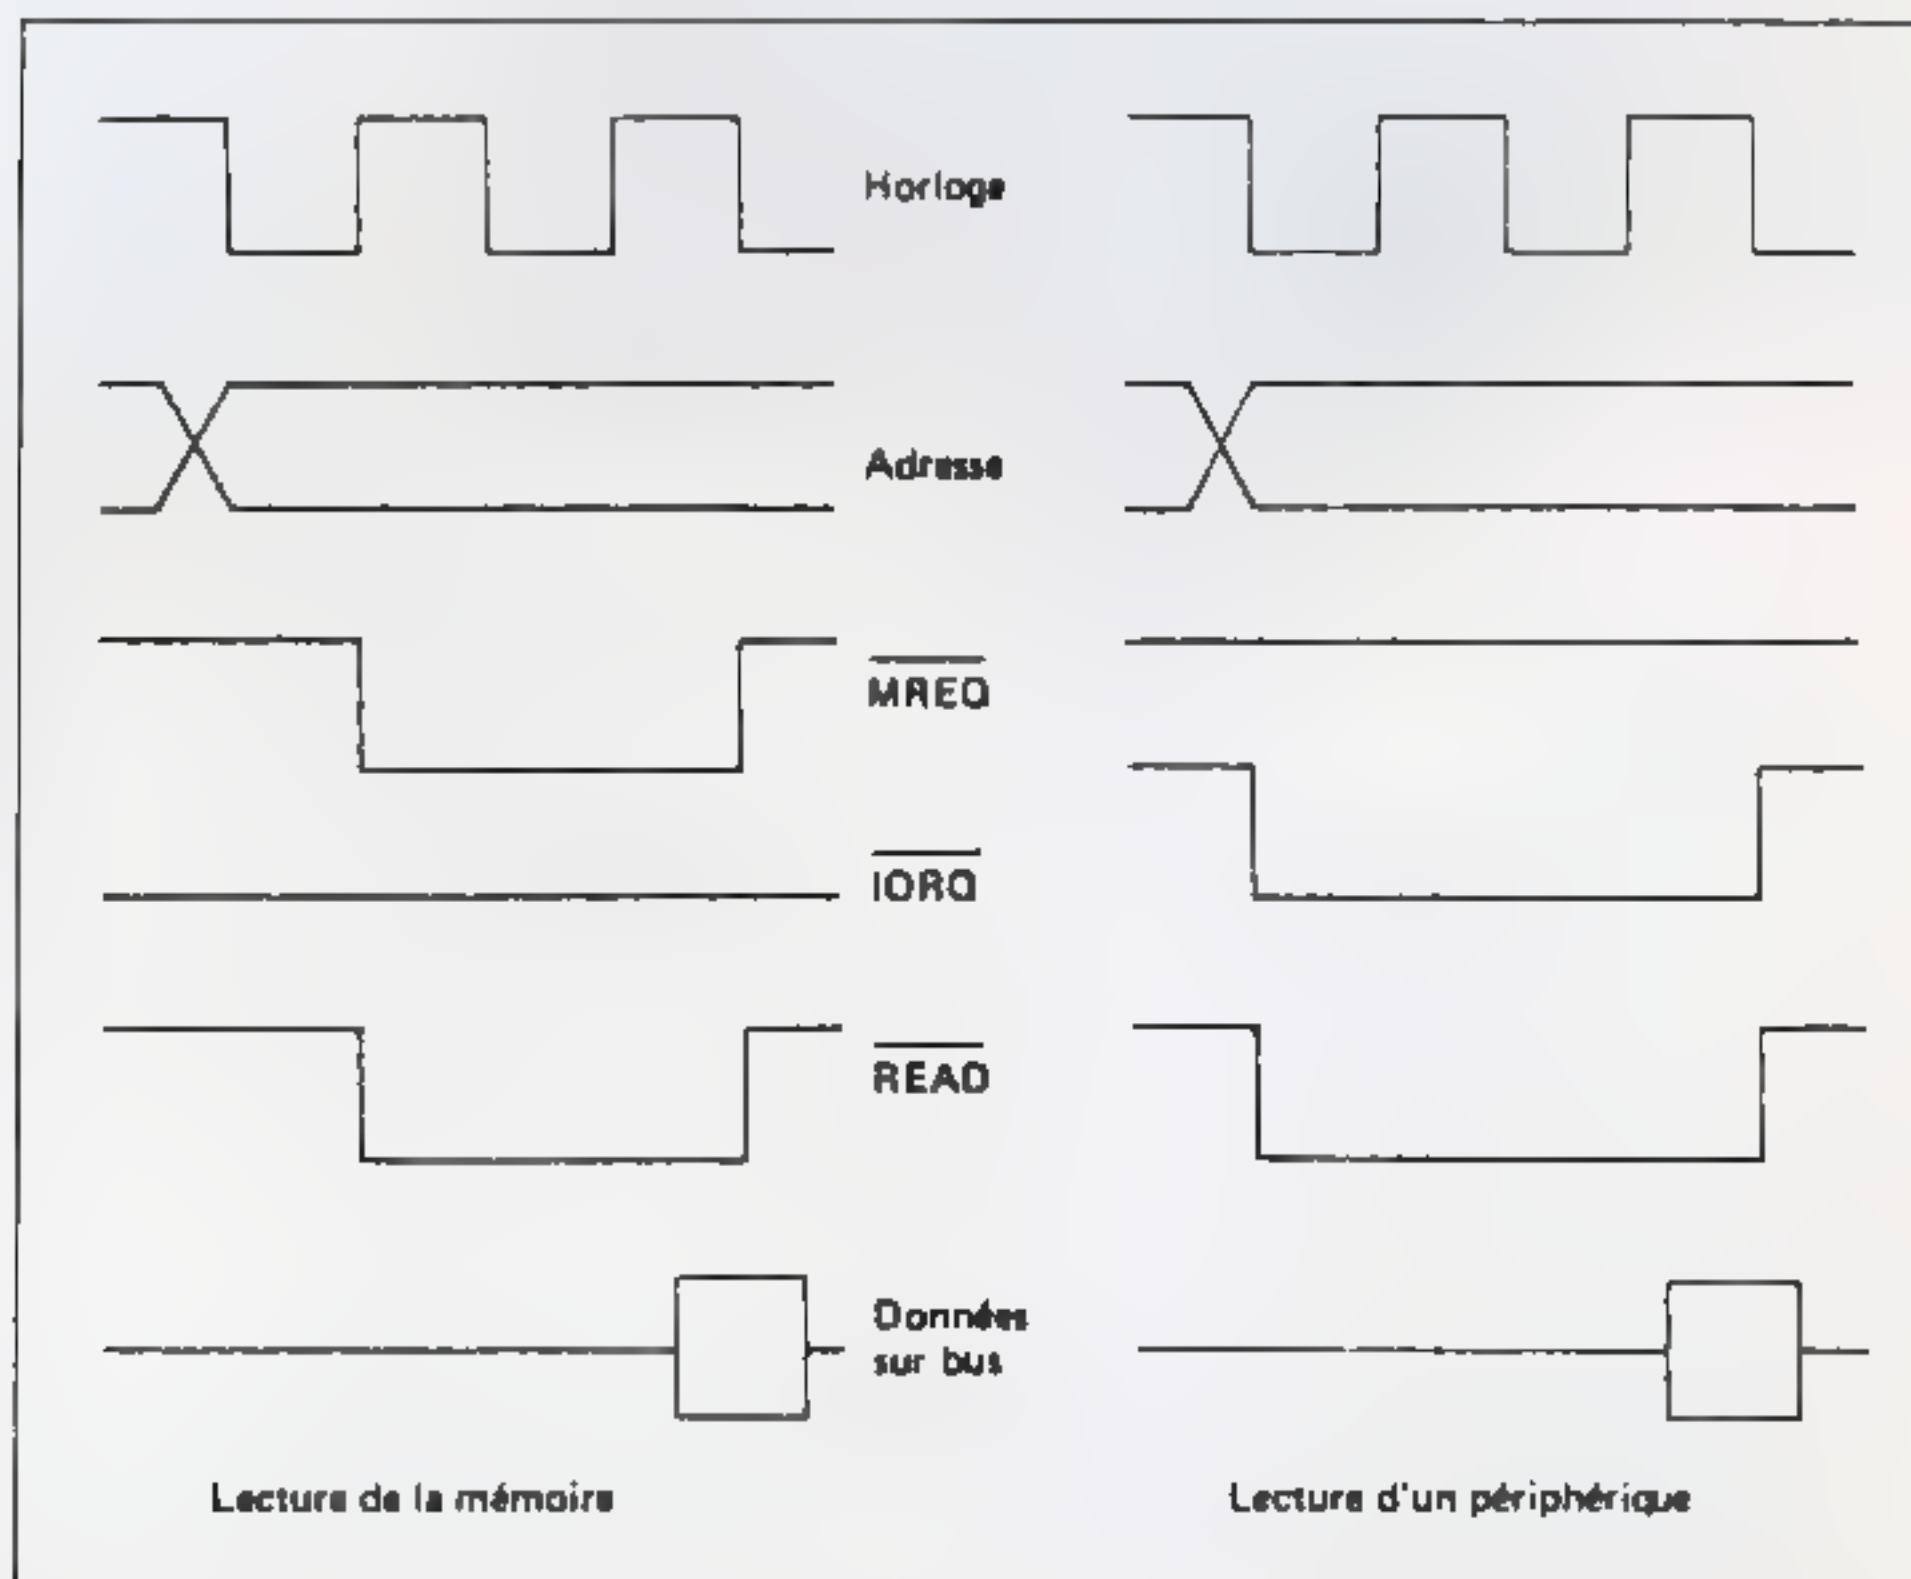 Horloge
Adresse
MREQ
IORQ
READ
Données
sur bus
Lecture de la mémoire
Lecture d'un périphérique